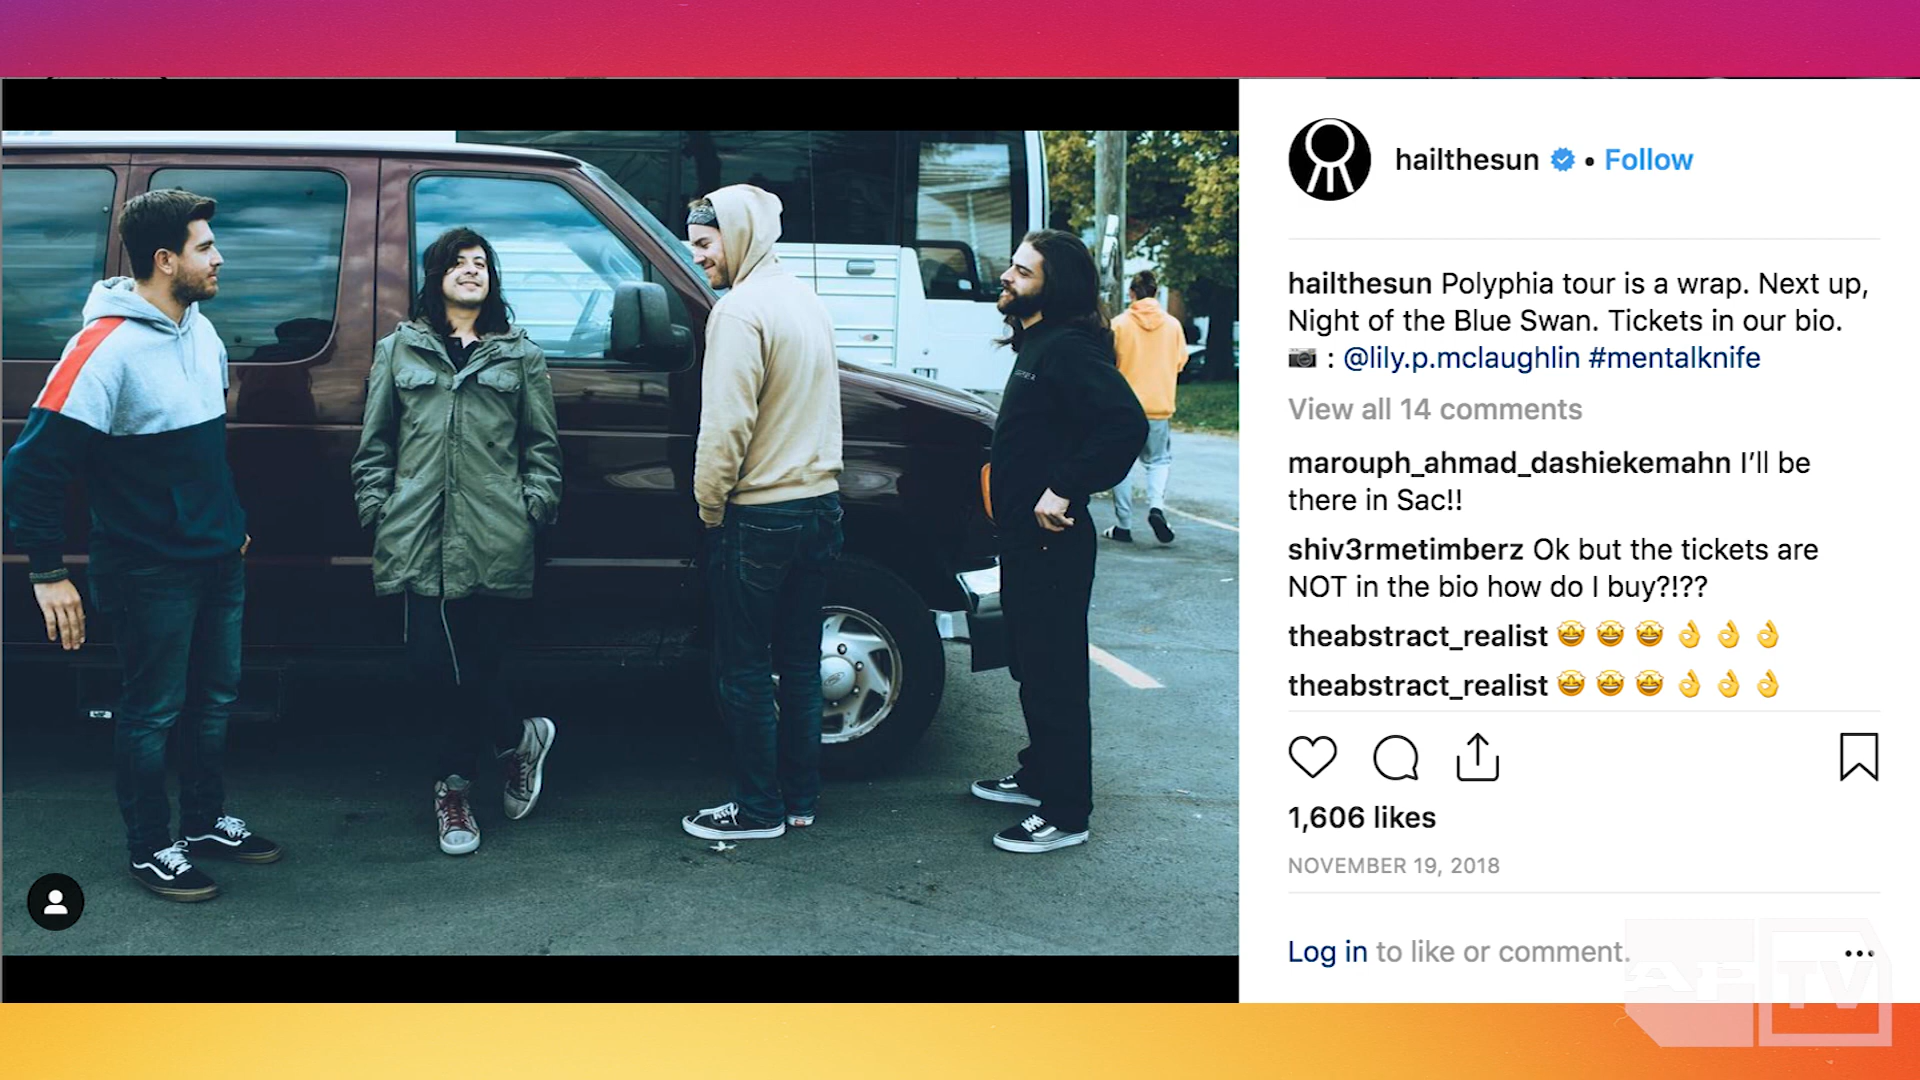 hailthesun • Follow
hailthesun Polyphia tour is a wrap. Next up,
Night of the Blue Swan. Tickets in our bio.
📷 : @lily.p.mclaughlin #mentalknife
View all 14 comments
marouph_ahmad_dashiekemahn I’ll be
there in Sac!!
shiv3rmetimberz Ok but the tickets are
NOT in the bio how do I buy?!??
theabstract_realist 🤩 🤩 🤩 👌 👌 👌
theabstract_realist 🤩 🤩 🤩 👌 👌 👌
1,606 likes
NOVEMBER 19, 2018
Log in to like or comment.
AP TV